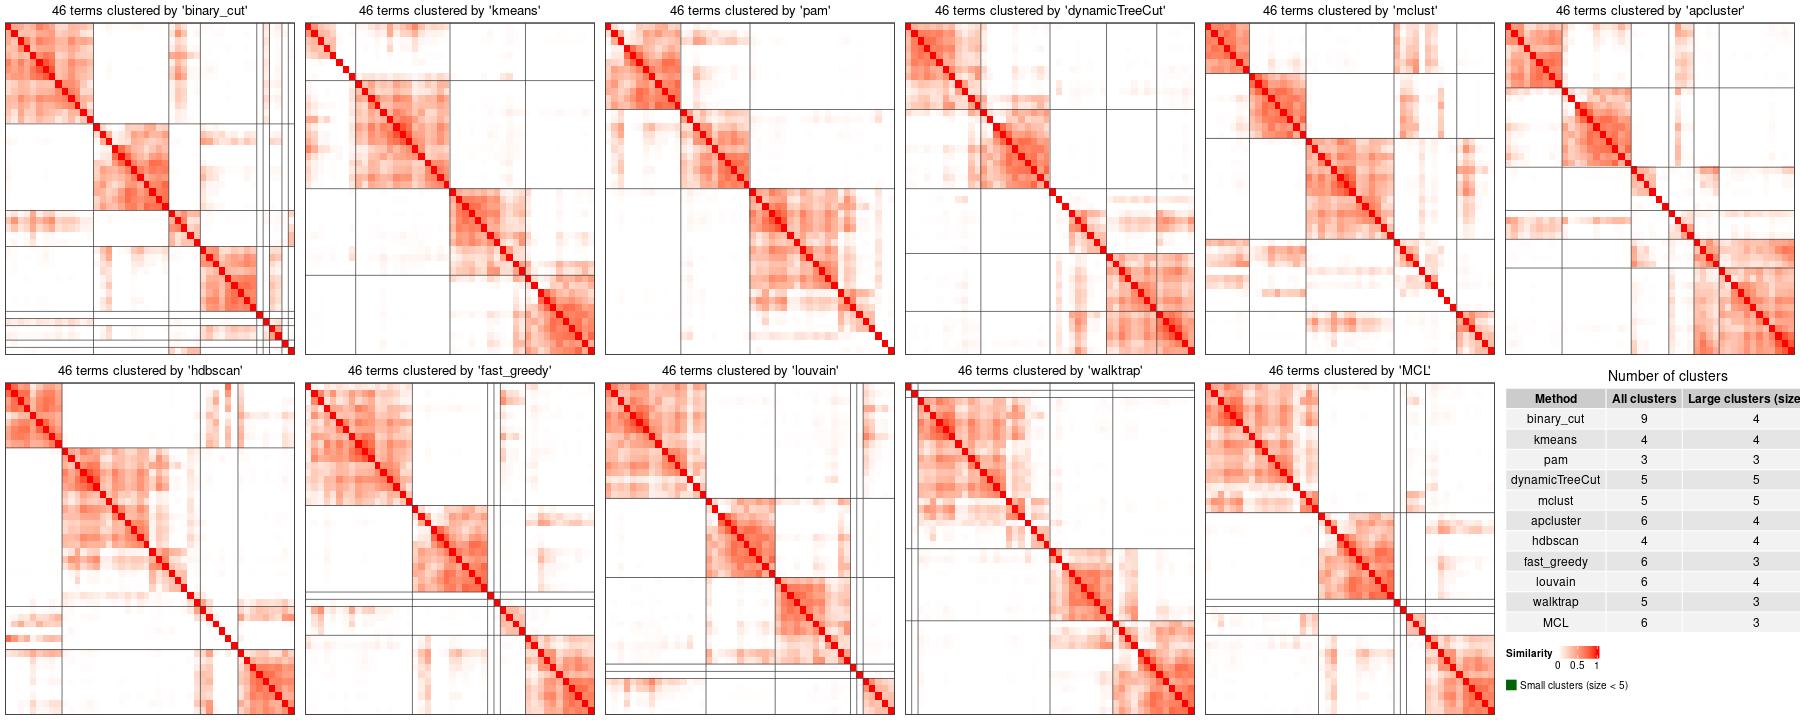 46 terms clustered by 'binary_cut'
46 terms clustered by 'kmeans'
46 terms clustered by 'pam'
46 terms clustered by 'dynamicTreeCut'
46 terms clustered by 'mclust'
46 terms clustered by 'apcluster'
46 terms clustered by 'hdbscan'
46 terms clustered by 'fast_greedy'
46 terms clustered by 'louvain'
46 terms clustered by 'walktrap'
46 terms clustered by 'MCL'
Number of clusters
Method All clusters Large clusters (size
binary_cut 9 4
kmeans 4 4
pam 3 3
dynamicTreeCut 5 5
mclust 5 5
apcluster 6 4
hdbscan 4 4
fast_greedy 6 3
louvain 6 4
walktrap 5 3
MCL 6 3
Similarity
0 0.5 1
Small clusters (size < 5)